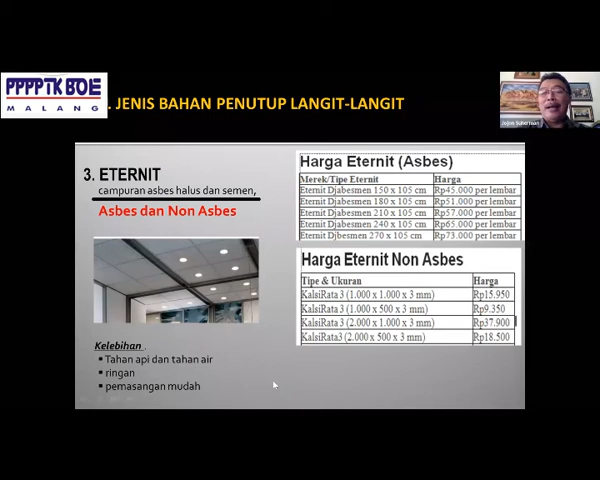 PPPPTK BOE
MALANG
. JENIS BAHAN PENUTUP LANGIT-LANGIT
Jojon Suherman
3. ETERNIT
campuran asbes halus dan semen,
Asbes dan Non Asbes
Kelebihan .
▪ Tahan api dan tahan air
▪ ringan
▪ pemasangan mudah
Harga Eternit (Asbes)
Merek/Tipe Eternit Harga
Eternit Djabesmen 150 x 105 cm Rp45.000 per lembar
Eternit Djabesmen 180 x 105 cm Rp51.000 per lembar
Eternit Djabesmen 210 x 105 cm Rp57.000 per lembar
Eternit Djabesmen 240 x 105 cm Rp65.000 per lembar
Eternit Djbesmen 270 x 105 cm Rp73.000 per lembar
Harga Eternit Non Asbes
Tipe & Ukuran Harga
KalsiRata 3 (1.000 x 1.000 x 3 mm) Rp15.950
KalsiRata 3 (1.000 x 500 x 3 mm) Rp9.350
KalsiRata 3 (2.000 x 1.000 x 3 mm) Rp37.900
KalsiRata3 (2.000 x 500 x 3 mm) Rp18.500